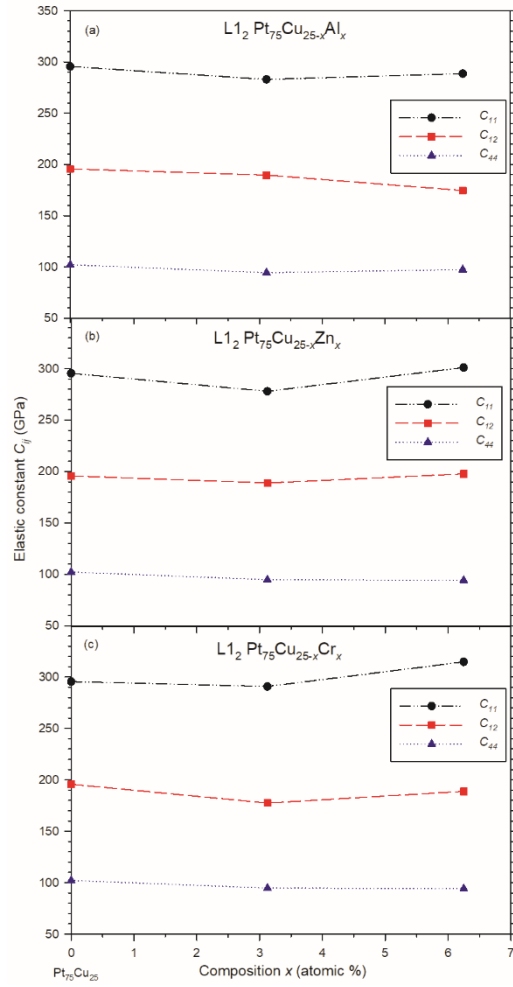 (a)
L1₂ Pt₇₅Cu₂₅₋ₓAlₓ
350
300
250
200
150
100
50
C₁₁
C₁₂
C₄₄
(b)
L1₂ Pt₇₅Cu₂₅₋ₓZnₓ
300
250
200
150
100
50
C₁₁
C₁₂
C₄₄
Elastic constant Cᵢⱼ (GPa)
(c)
L1₂ Pt₇₅Cu₂₅₋ₓCrₓ
300
250
200
150
100
50
C₁₁
C₁₂
C₄₄
0 1 2 3 4 5 6 7
Pt₇₅Cu₂₅
Composition x (atomic %)